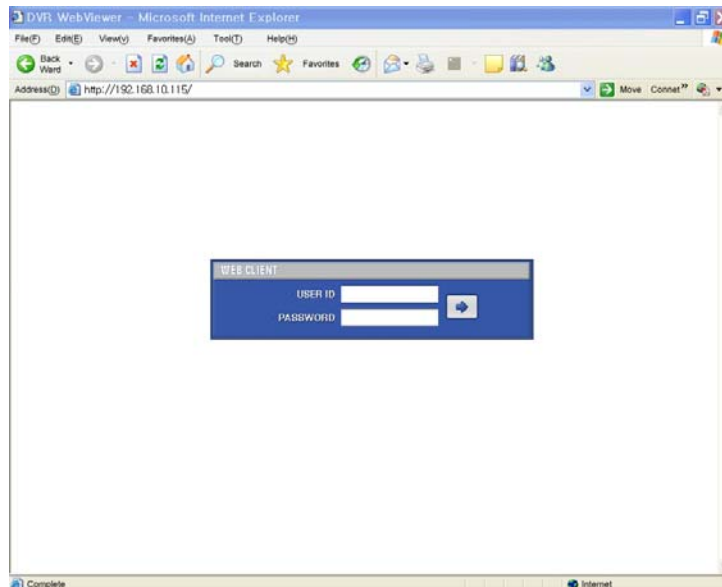 DVR WebViewer - Microsoft Internet Explorer
File(F) Edit(E) View(v) Favorites(A) Tool(T) Help(H)
Back Ward Search Favorites
Address(D) http://192.168.10.115/ Move Connet"
WEB CLIENT
USER ID
PASSWORD
Complete Internet